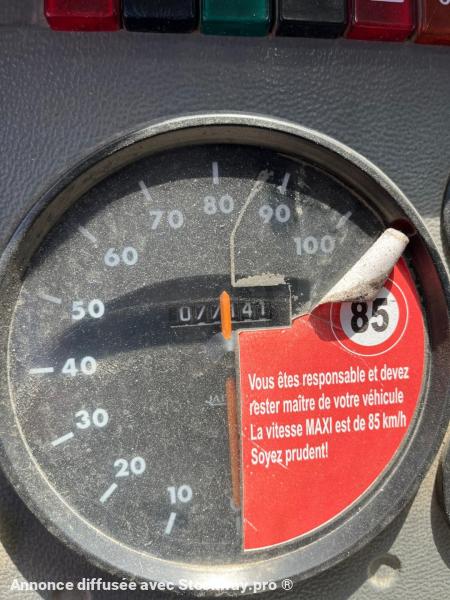 80
70
90
60
100
50
85
40
30
20
10
Vous êtes responsable et devez
rester maître de votre véhicule
La vitesse MAXI est de 85 km/h
Soyez prudent!
Annonce diffusée avec Stockway.pro ®